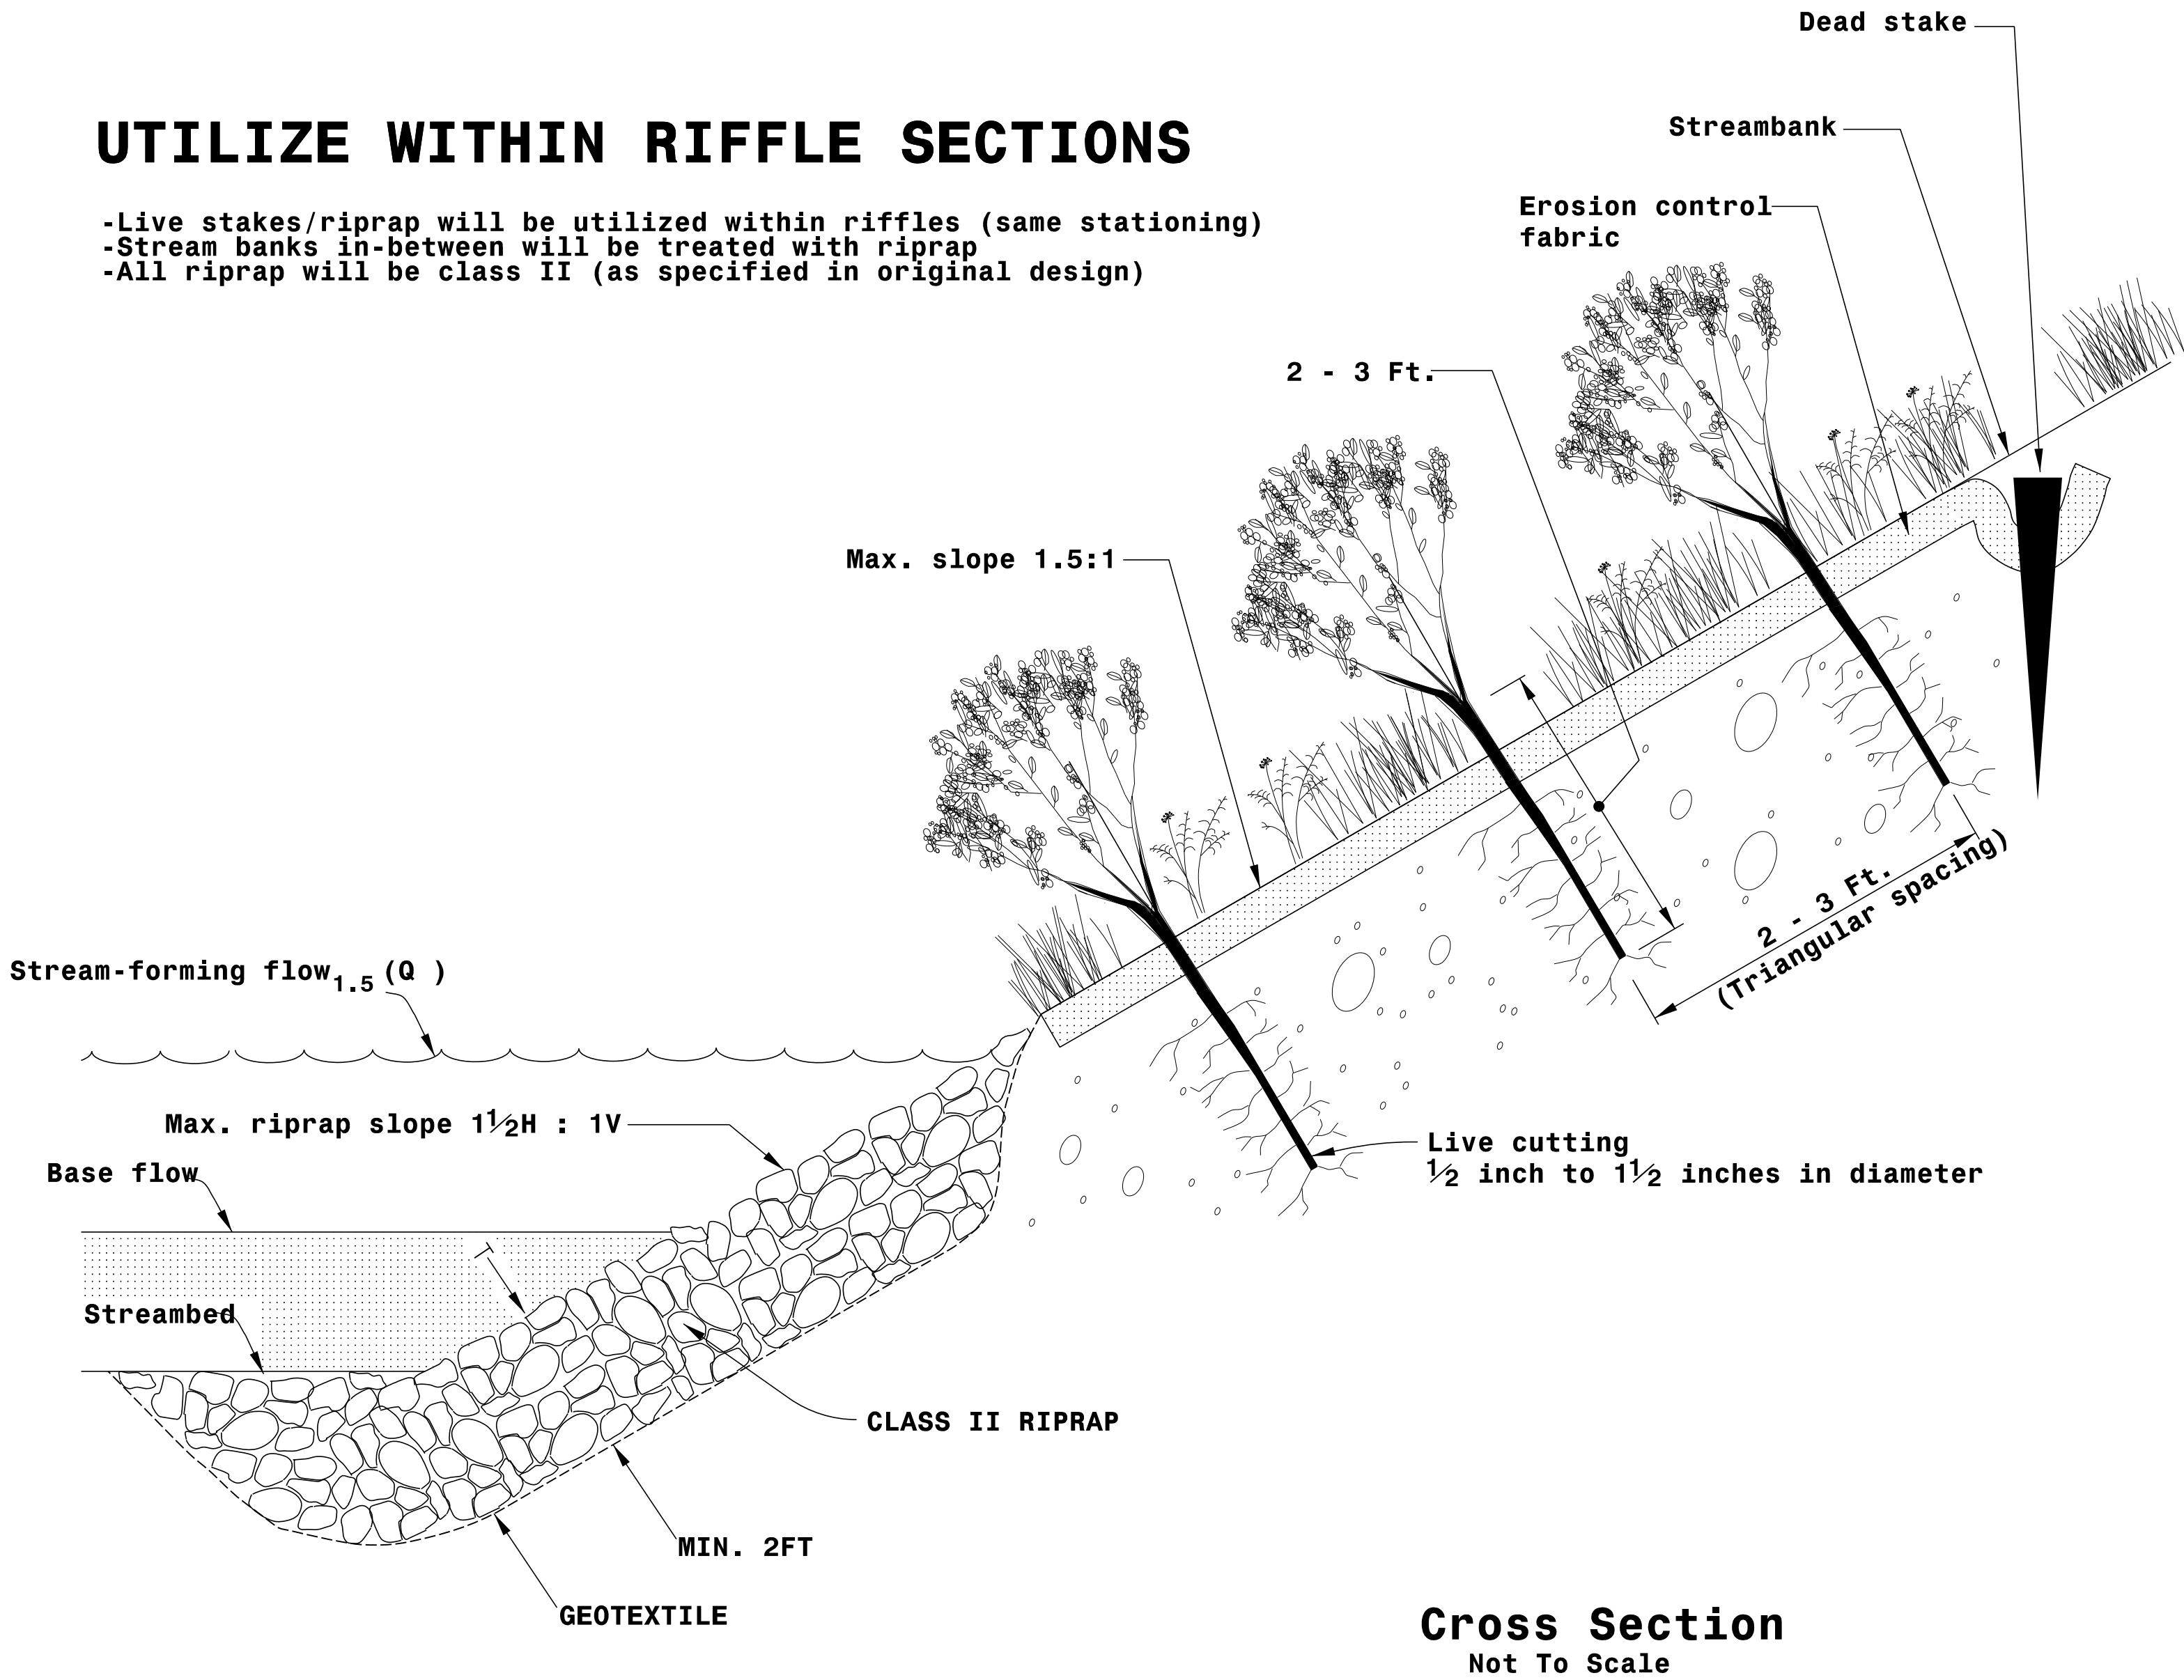 Dead stake
UTILIZE WITHIN RIFFLE SECTIONS
Streambank
-Live stakes/riprap will be utilized within riffles (same stationing)
-Stream banks in-between will be treated with riprap
-All riprap will be class II (as specified in original design)
Erosion control
fabric
2 - 3 Ft.
Max. slope 1.5:1
2 - 3 Ft.
(Triangular spacing)
Stream-forming flow1.5 (Q )
Max. riprap slope 1½H : 1V
Base flow
Live cutting
½ inch to 1½ inches in diameter
Streambed
CLASS II RIPRAP
MIN. 2FT
GEOTEXTILE
Cross Section
Not To Scale